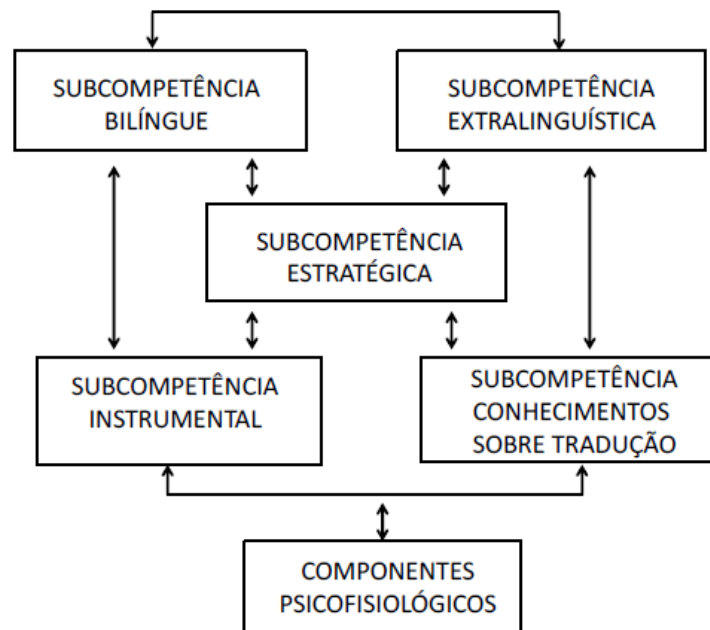 SUBCOMPETÊNCIA
BILÍNGUE
SUBCOMPETÊNCIA
EXTRALINGUÍSTICA
SUBCOMPETÊNCIA
ESTRATÉGICA
SUBCOMPETÊNCIA
INSTRUMENTAL
SUBCOMPETÊNCIA
CONHECIMENTOS
SOBRE TRADUÇÃO
COMPONENTES
PSICOFISIOLÓGICOS